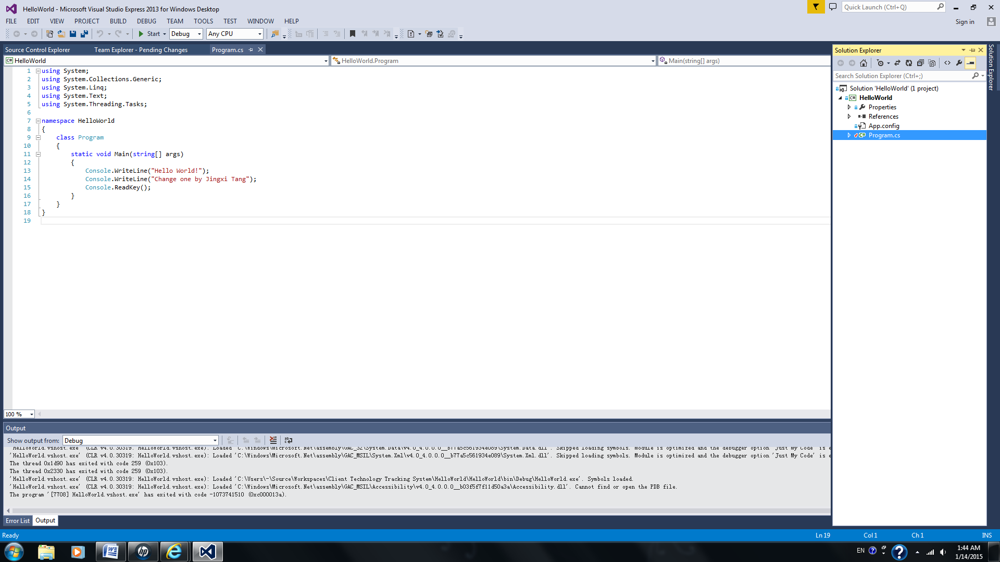 HelloWorld - Microsoft Visual Studio Express 2013 for Windows Desktop
Quick Launch (Ctrl+Q)
FILE EDIT VIEW PROJECT BUILD DEBUG TEAM TOOLS TEST WINDOW HELP
Sign in
Start Debug Any CPU
Source Control Explorer Team Explorer - Pending Changes Program.cs
HelloWorld HelloWorld.Program Main(string[] args)
1 using System;
2 using System.Collections.Generic;
3 using System.Linq;
4 using System.Text;
5 using System.Threading.Tasks;
6
7 namespace HelloWorld
8 {
9 class Program
10 {
11 static void Main(string[] args)
12 {
13 Console.WriteLine("Hello World!");
14 Console.WriteLine("Change one by Jingxi Tang");
15 Console.ReadKey();
16 }
17 }
18 }
19
100 %
Output
Show output from: Debug
'HelloWorld.vshost.exe' (CLR v4.0.30319: HelloWorld.vshost.exe): Loaded 'C:\Windows\Microsoft.Net\assembly\GAC_32\System.Data\v4.0_4.0.0.0__b77a5c561934e089\System.Data.dll'. Skipped loading symbols. Module is optimized and the debugger option 'Just My Code' is e
'HelloWorld.vshost.exe' (CLR v4.0.30319: HelloWorld.vshost.exe): Loaded 'C:\Windows\Microsoft.Net\assembly\GAC_MSIL\System.Xml\v4.0_4.0.0.0__b77a5c561934e089\System.Xml.dll'. Skipped loading symbols. Module is optimized and the debugger option 'Just My Code' is e
The thread 0x1d90 has exited with code 259 (0x103).
The thread 0x2330 has exited with code 259 (0x103).
'HelloWorld.vshost.exe' (CLR v4.0.30319: HelloWorld.vshost.exe): Loaded 'C:\Users\-\Source\Workspaces\Client Technology Tracking System\HelloWorld\HelloWorld\bin\Debug\HelloWorld.exe'. Symbols loaded.
'HelloWorld.vshost.exe' (CLR v4.0.30319: HelloWorld.vshost.exe): Loaded 'C:\Windows\Microsoft.Net\assembly\GAC_MSIL\Accessibility\v4.0_4.0.0.0__b03f5f7f11d50a3a\Accessibility.dll'. Cannot find or open the PDB file.
The program '[7708] HelloWorld.vshost.exe' has exited with code -1073741510 (0xc000013a).
Error List Output
Solution Explorer
Search Solution Explorer (Ctrl+;)
Solution 'HelloWorld' (1 project)
C# HelloWorld
Properties
References
App.config
C# Program.cs
Solution Explorer
Ready Ln 19 Col 1 Ch 1 INS
EN
1:44 AM
1/14/2015